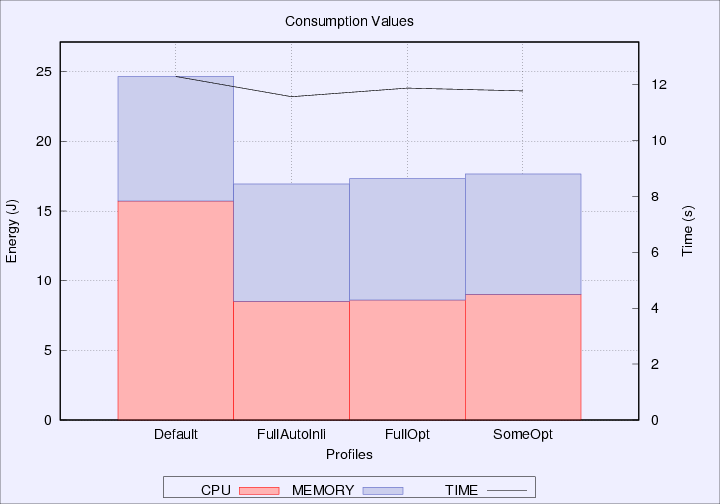 Consumption Values
25
20
15
10
5
0
Energy (J)
12
10
8
6
4
2
0
Time (s)
Default FullAutoInli FullOpt SomeOpt
Profiles
CPU MEMORY TIME